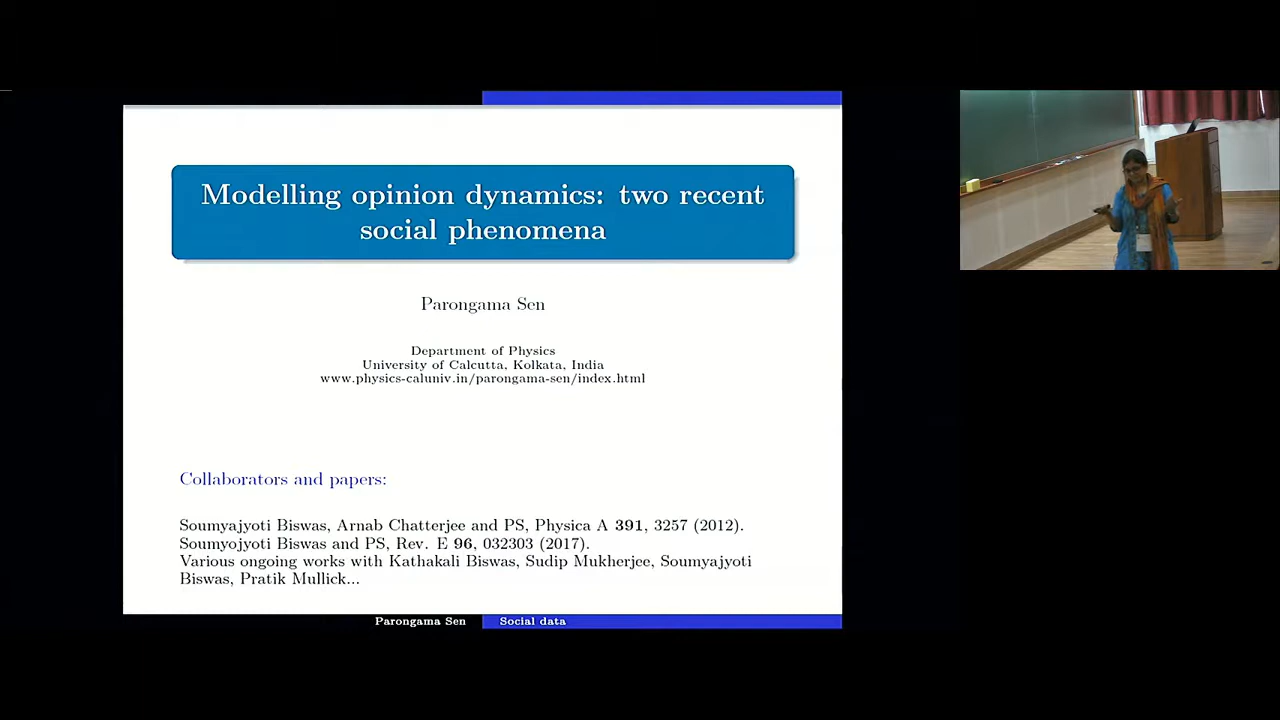 Modelling opinion dynamics: two recent
social phenomena
Parongama Sen
Department of Physics
University of Calcutta, Kolkata, India
www.physics-caluniv.in/parongama-sen/index.html
Collaborators and papers:
Soumyajyoti Biswas, Arnab Chatterjee and PS, Physica A 391, 3257 (2012).
Soumyojyoti Biswas and PS, Rev. E 96, 032303 (2017).
Various ongoing works with Kathakali Biswas, Sudip Mukherjee, Soumyajyoti
Biswas, Pratik Mullick...
Parongama Sen Social data